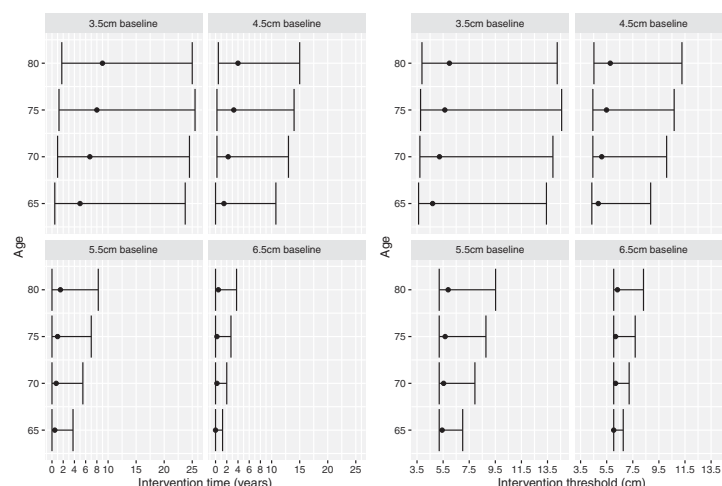 3.5cm baseline 4.5cm baseline 3.5cm baseline 4.5cm baseline
80 80
75 75
70 70
65 65
Age Age
5.5cm baseline 6.5cm baseline 5.5cm baseline 6.5cm baseline
80 80
75 75
70 70
65 65
0 2 4 6 8 10 15 20 25 0 2 4 6 8 10 15 20 25 3.5 5.5 7.5 9.5 11.5 13.5 3.5 5.5 7.5 9.5 11.5 13.5
Intervention time (years) Intervention threshold (cm)